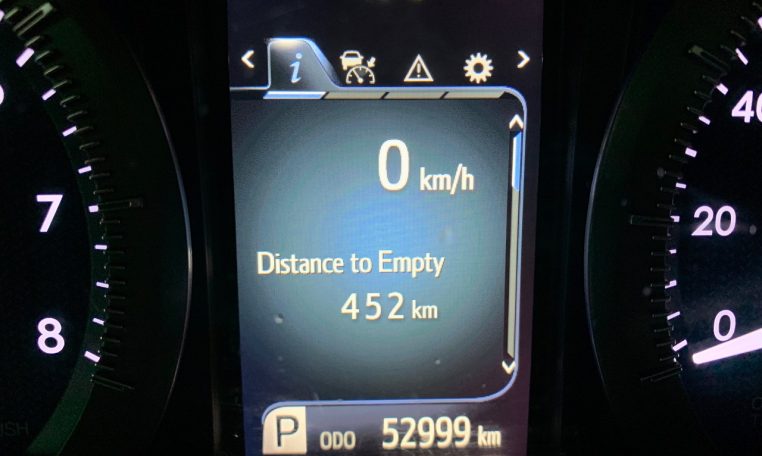 i
0 km/h
Distance to Empty
452 km
P ODO 52999 km
7
8
40
20
0